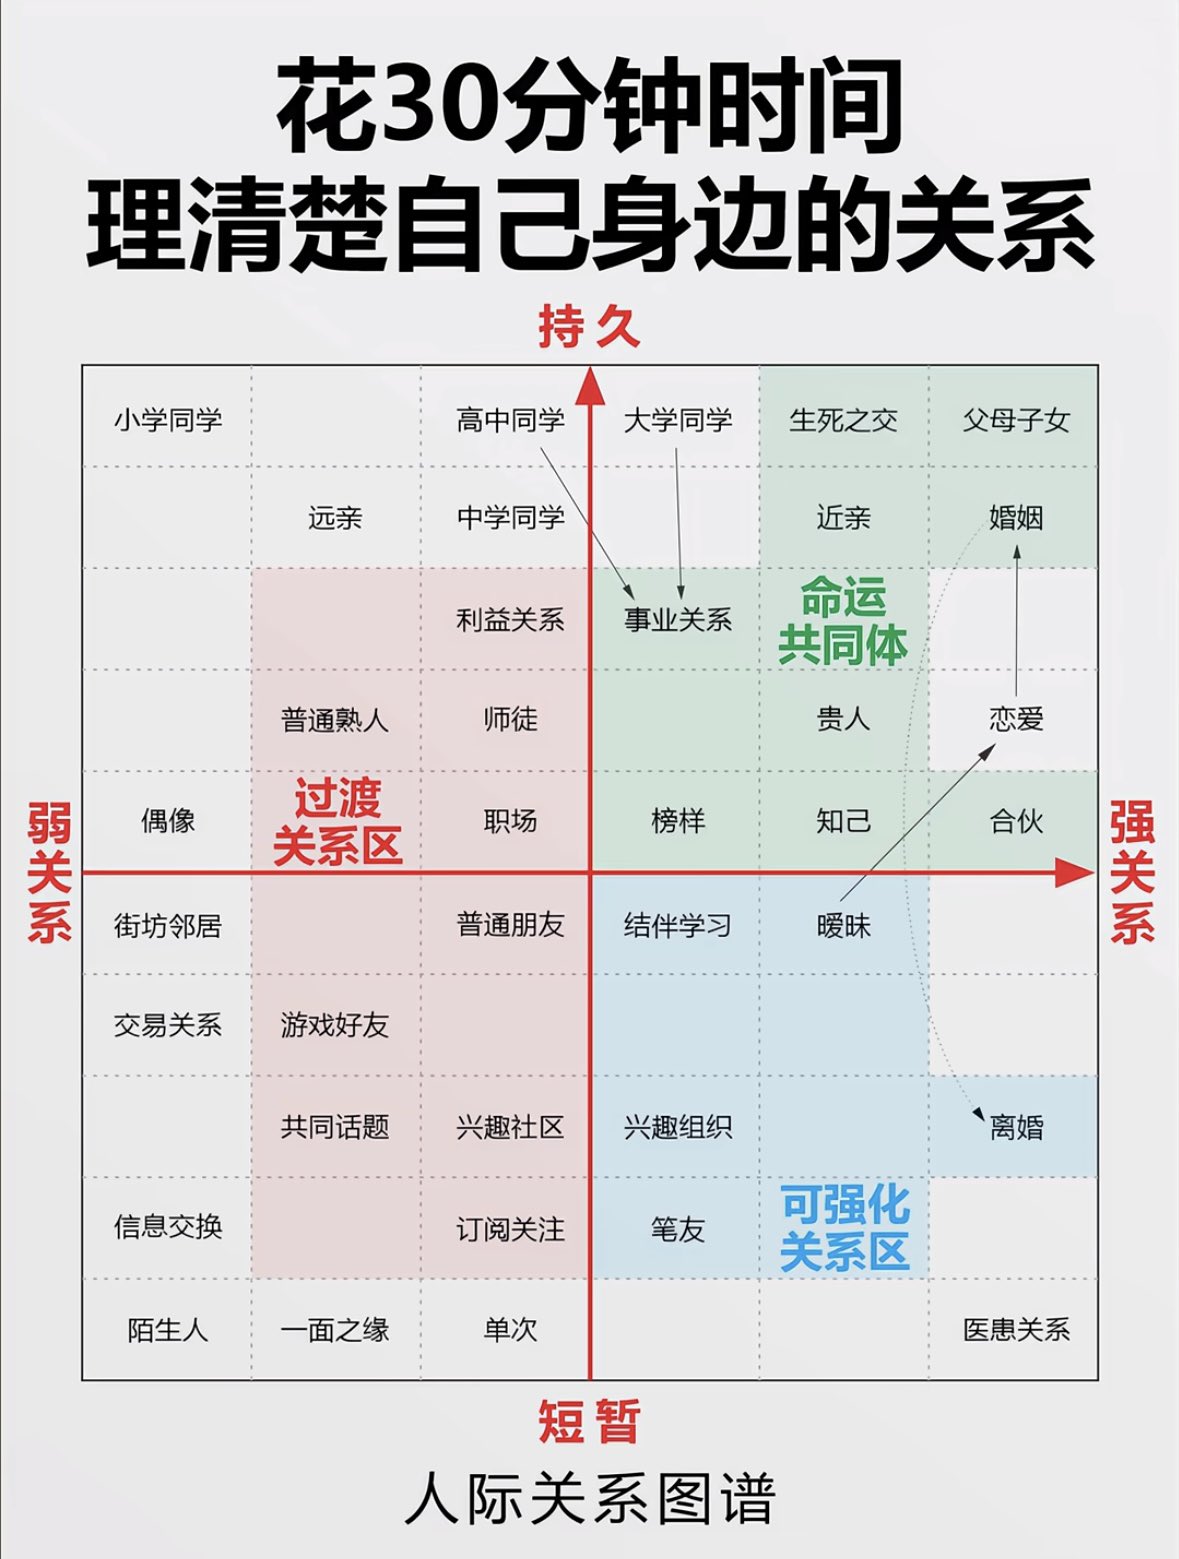 花30分钟时间
理清楚自己身边的关系
持久
小学同学 高中同学 大学同学 生死之交 父母子女
远亲 中学同学 近亲 婚姻
利益关系 事业关系
命运
共同体
普通熟人 师徒 贵人 恋爱
过渡
关系区
偶像 职场 榜样 知己 合伙
弱关系
强关系
街坊邻居 普通朋友 结伴学习 暧昧
交易关系 游戏好友
共同话题 兴趣社区 兴趣组织 离婚
可强化
关系区
信息交换 订阅关注 笔友
陌生人 一面之缘 单次 医患关系
短暂
人际关系图谱